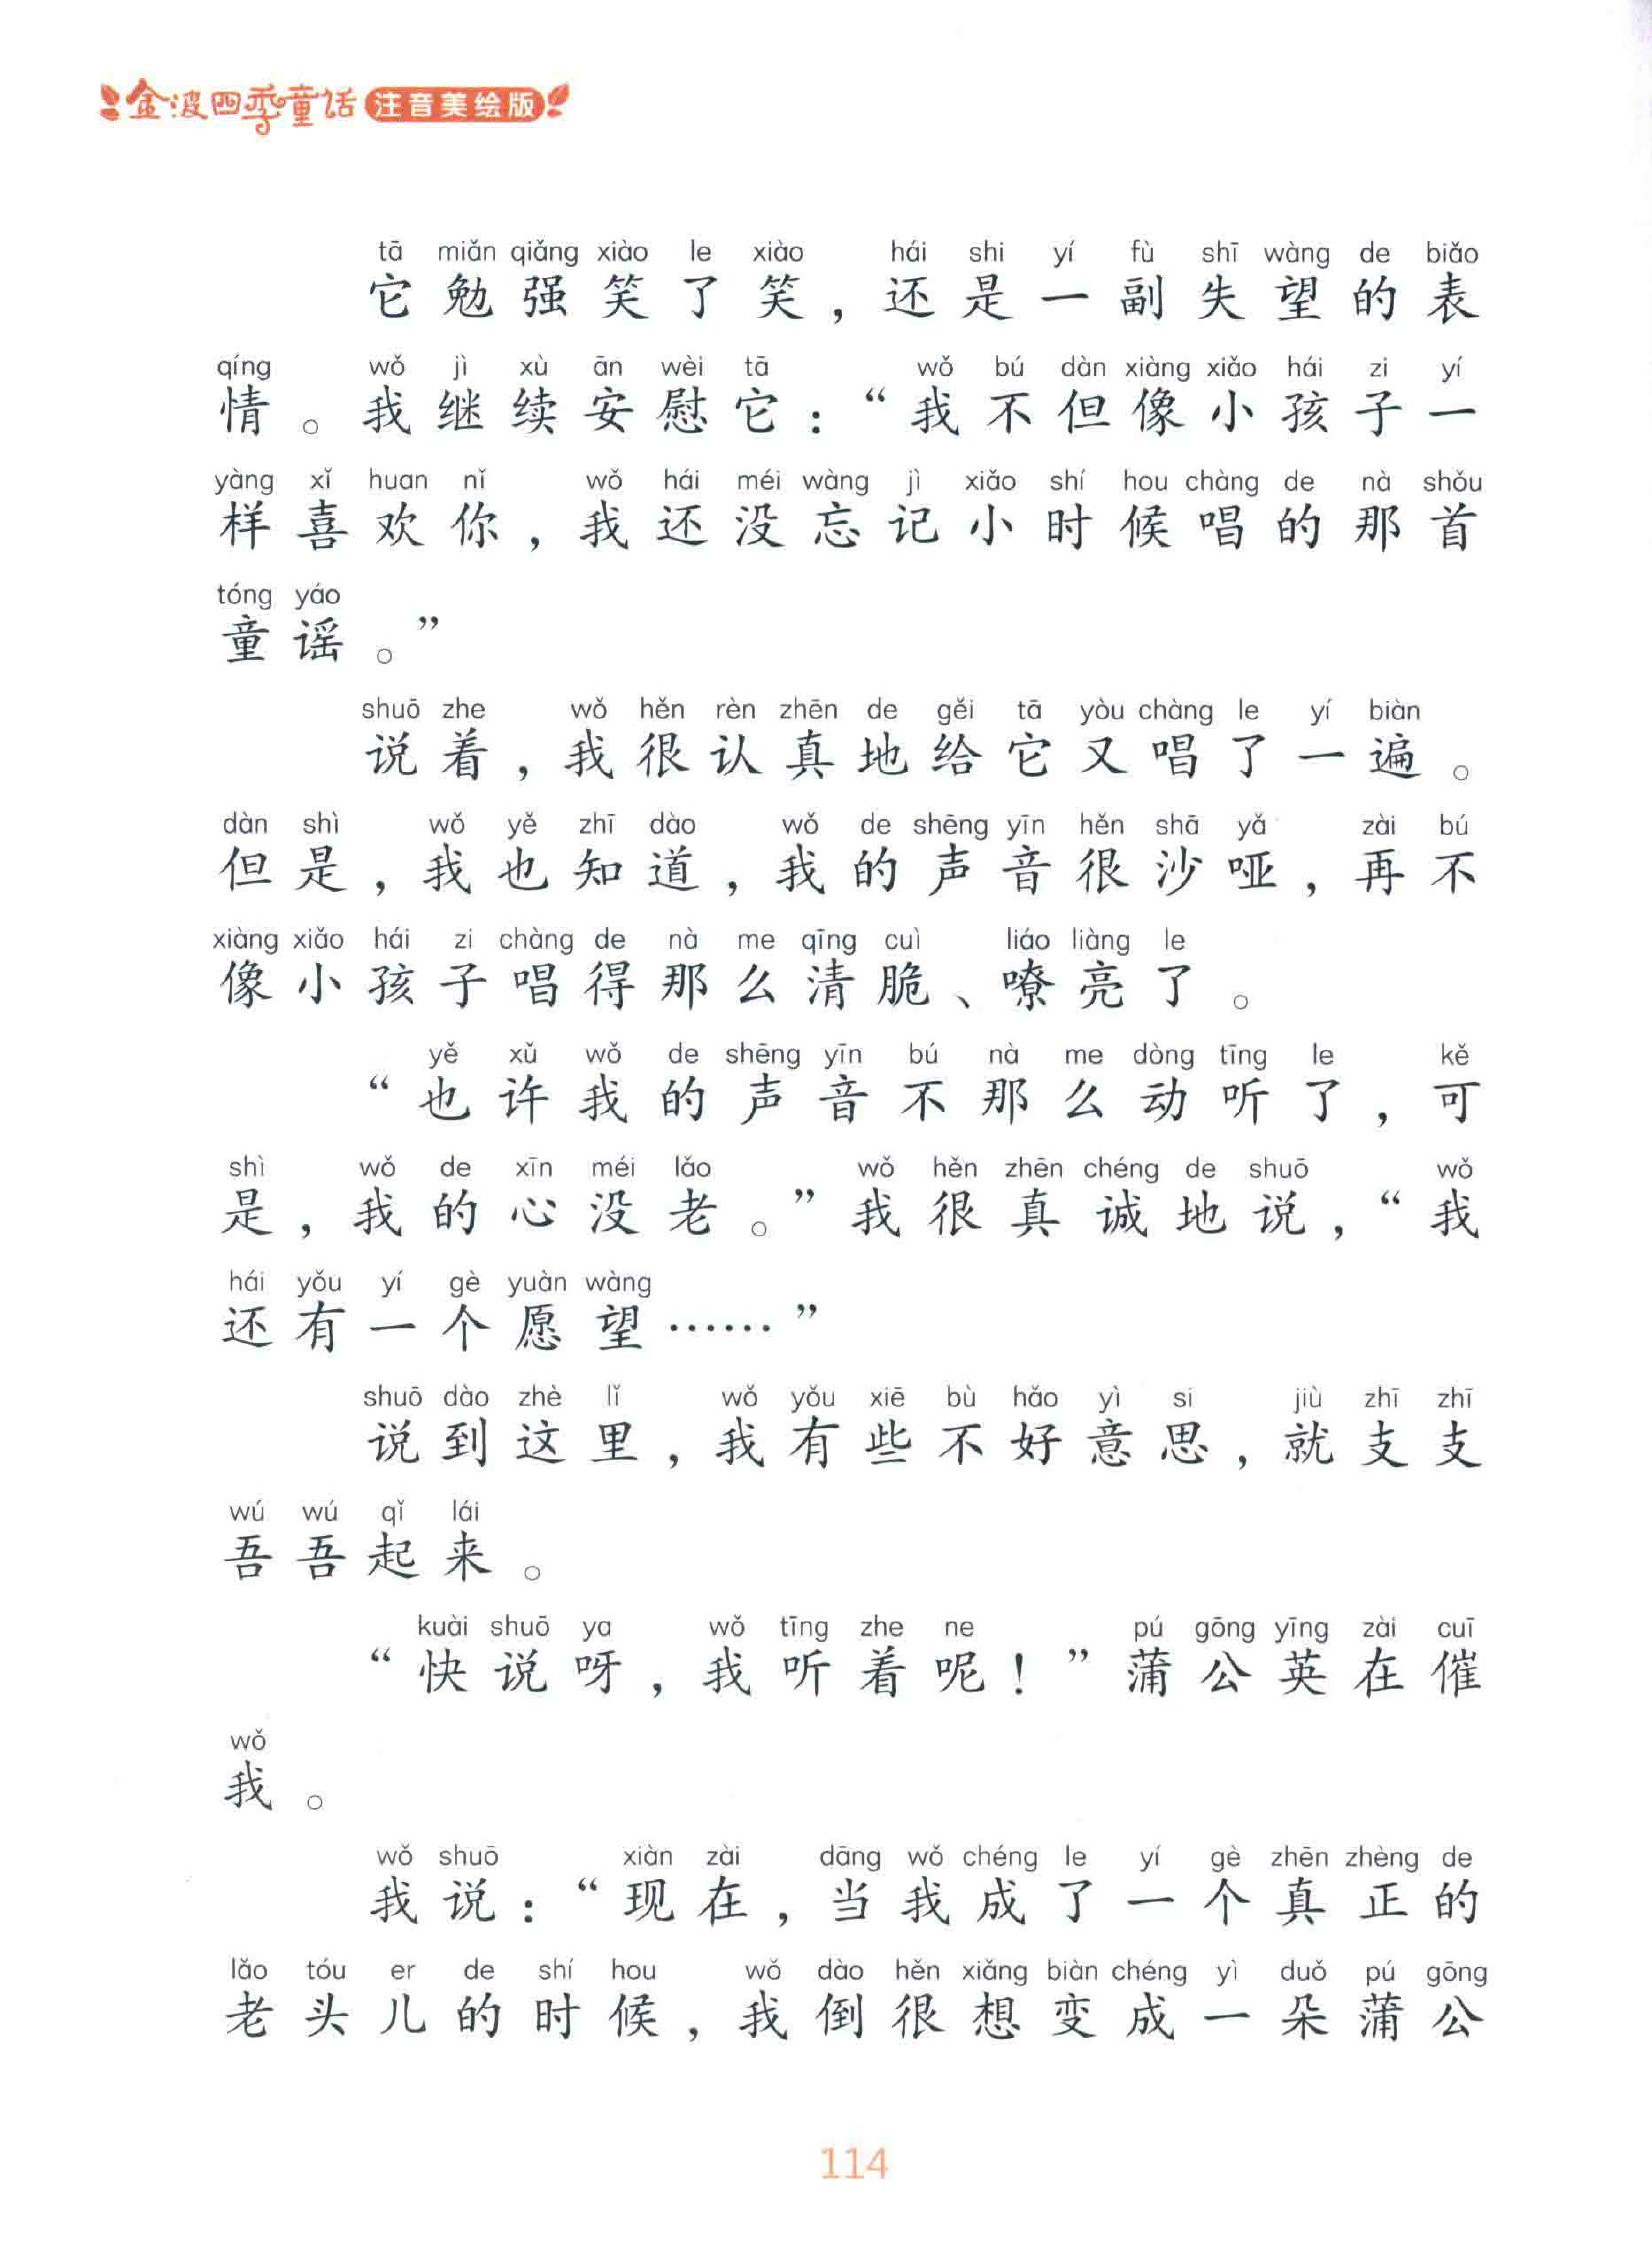 金波四季童话 注音美绘版
tā miǎn qiǎng xiào le xiào hái shi yí fù shī wàng de biǎo
它勉强笑了笑，还是一副失望的表
qíng wǒ jì xù ān wèi tā wǒ bú dàn xiàng xiǎo hái zi yí
情。我继续安慰它：“我不但像小孩子一
yàng xǐ huan nǐ wǒ hái méi wàng jì xiǎo shí hou chàng de nà shǒu
样喜欢你，我还没忘记小时候唱的那首
tóng yáo
童谣。”
shuō zhe wǒ hěn rèn zhēn de gěi tā yòu chàng le yí biàn
说着，我很认真地给它又唱了一遍。
dàn shì wǒ yě zhī dào wǒ de shēng yīn hěn shā yǎ zài bú
但是，我也知道，我的声音很沙哑，再不
xiàng xiǎo hái zi chàng de nà me qīng cuì liáo liàng le
像小孩子唱得那么清脆、嘹亮了。
yě xǔ wǒ de shēng yīn bú nà me dòng tīng le kě
“也许我的声音不那么动听了，可
shì wǒ de xīn méi lǎo wǒ hěn zhēn chéng de shuō wǒ
是，我的心没老。”我很真诚地说，“我
hái yǒu yí gè yuàn wàng
还有一个愿望……”
shuō dào zhè lǐ wǒ yǒu xiē bù hǎo yì si jiù zhī zhī
说到这里，我有些不好意思，就支支
wú wú qǐ lái
吾吾起来。
kuài shuō ya wǒ tīng zhe ne pú gōng yīng zài cuī
“快说呀，我听着呢！”蒲公英在催
wǒ
我。
wǒ shuō xiàn zài dāng wǒ chéng le yí gè zhēn zhèng de
我说：“现在，当我成了一个真正的
lǎo tóu er de shí hou wǒ dào hěn xiǎng biàn chéng yì duǒ pú gōng
老头儿的时候，我倒很想变成一朵蒲公
114